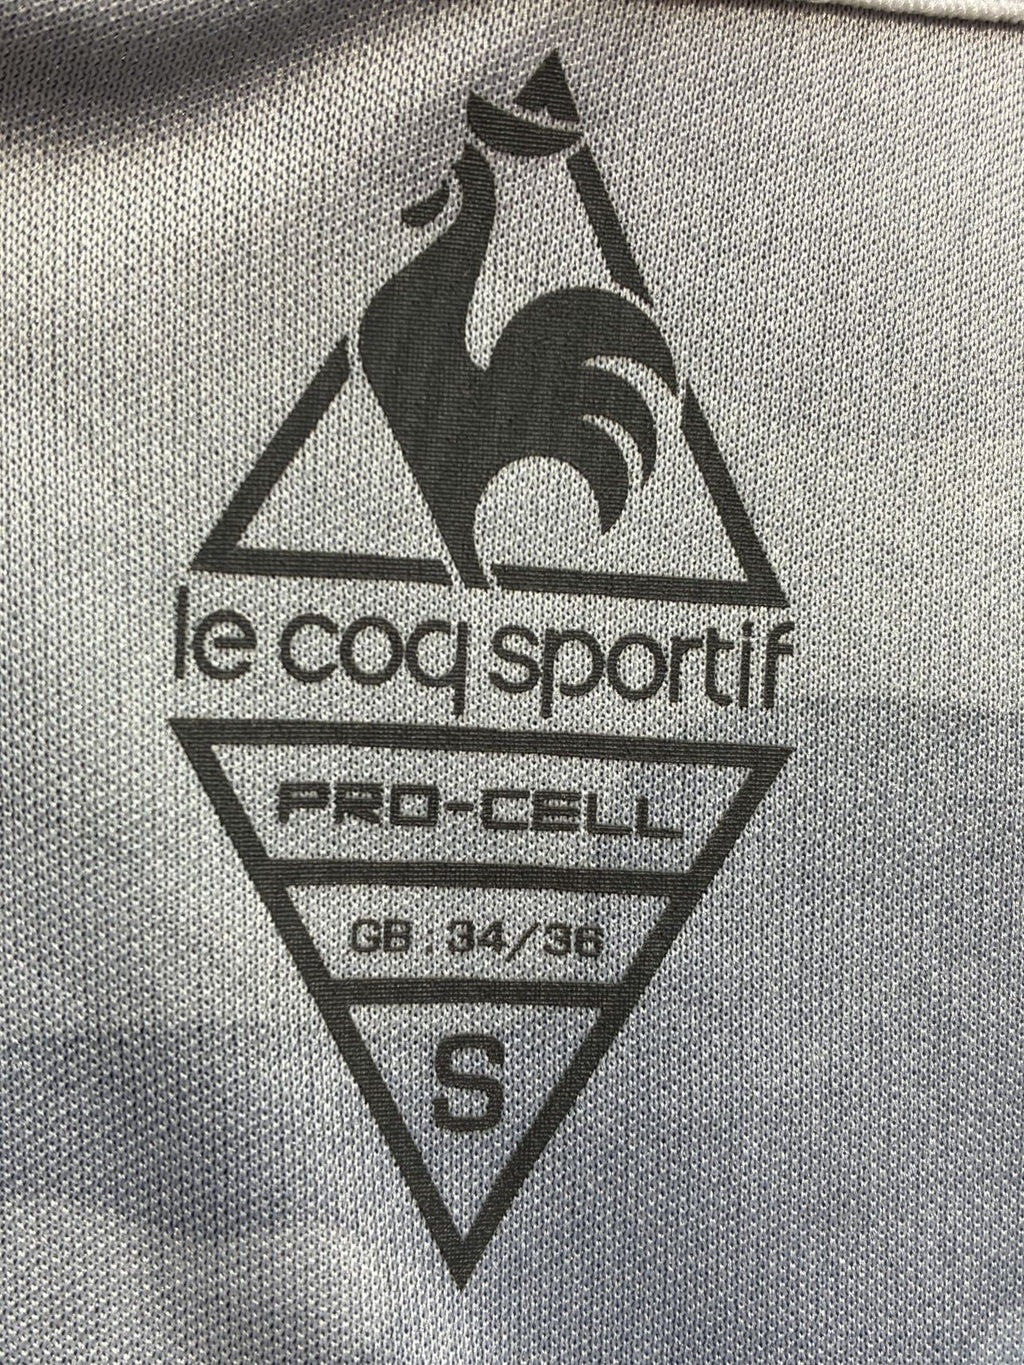 le coq sportif
PRO-CELL
GB : 34/36
S